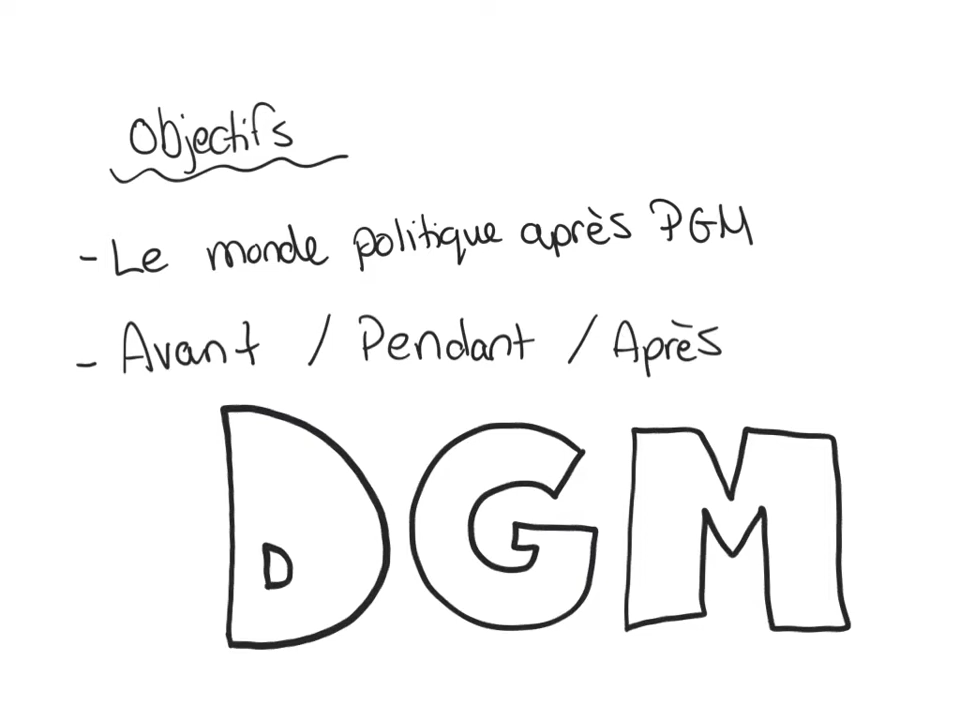 Objectifs
- Le monde politique après PGM
- Avant / Pendant / Après
DGM